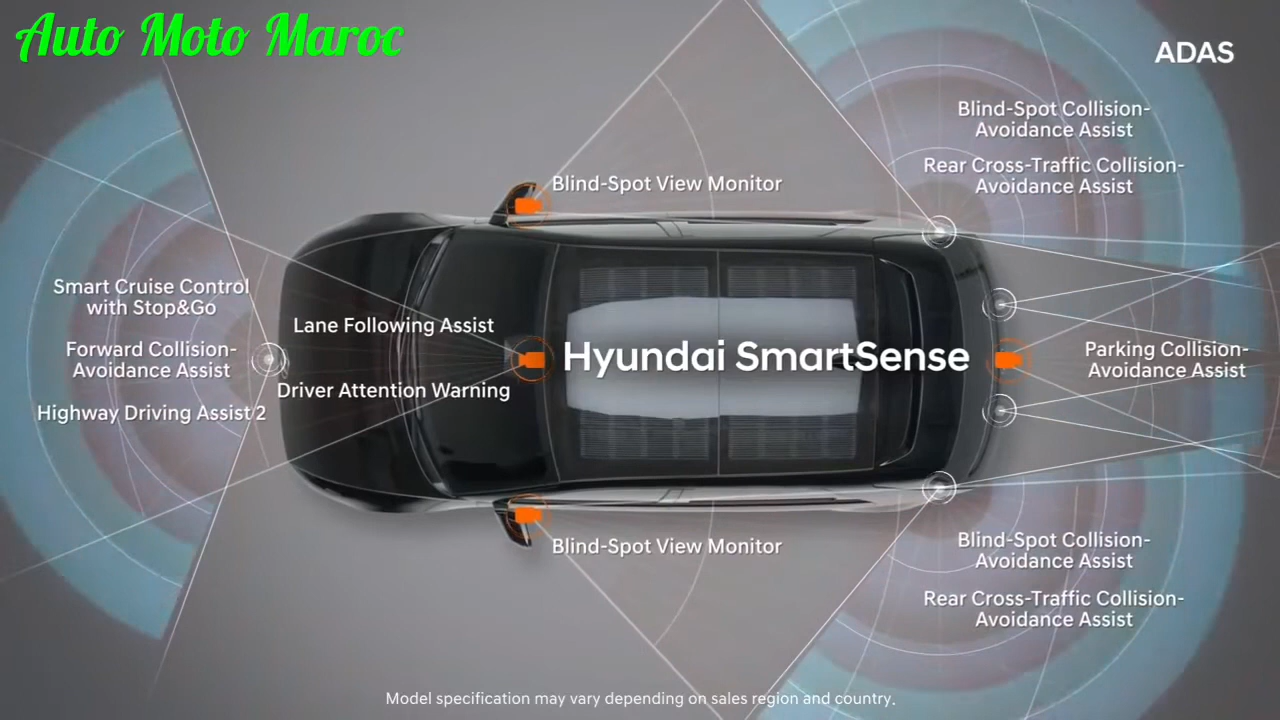 Auto Moto Maroc
ADAS
Blind-Spot Collision-
Avoidance Assist
Rear Cross-Traffic Collision-
Avoidance Assist
Blind-Spot View Monitor
Smart Cruise Control
with Stop&Go
Forward Collision-
Avoidance Assist
Highway Driving Assist 2
Lane Following Assist
Driver Attention Warning
Hyundai SmartSense
Parking Collision-
Avoidance Assist
Blind-Spot View Monitor
Blind-Spot Collision-
Avoidance Assist
Rear Cross-Traffic Collision-
Avoidance Assist
Model specification may vary depending on sales region and country.